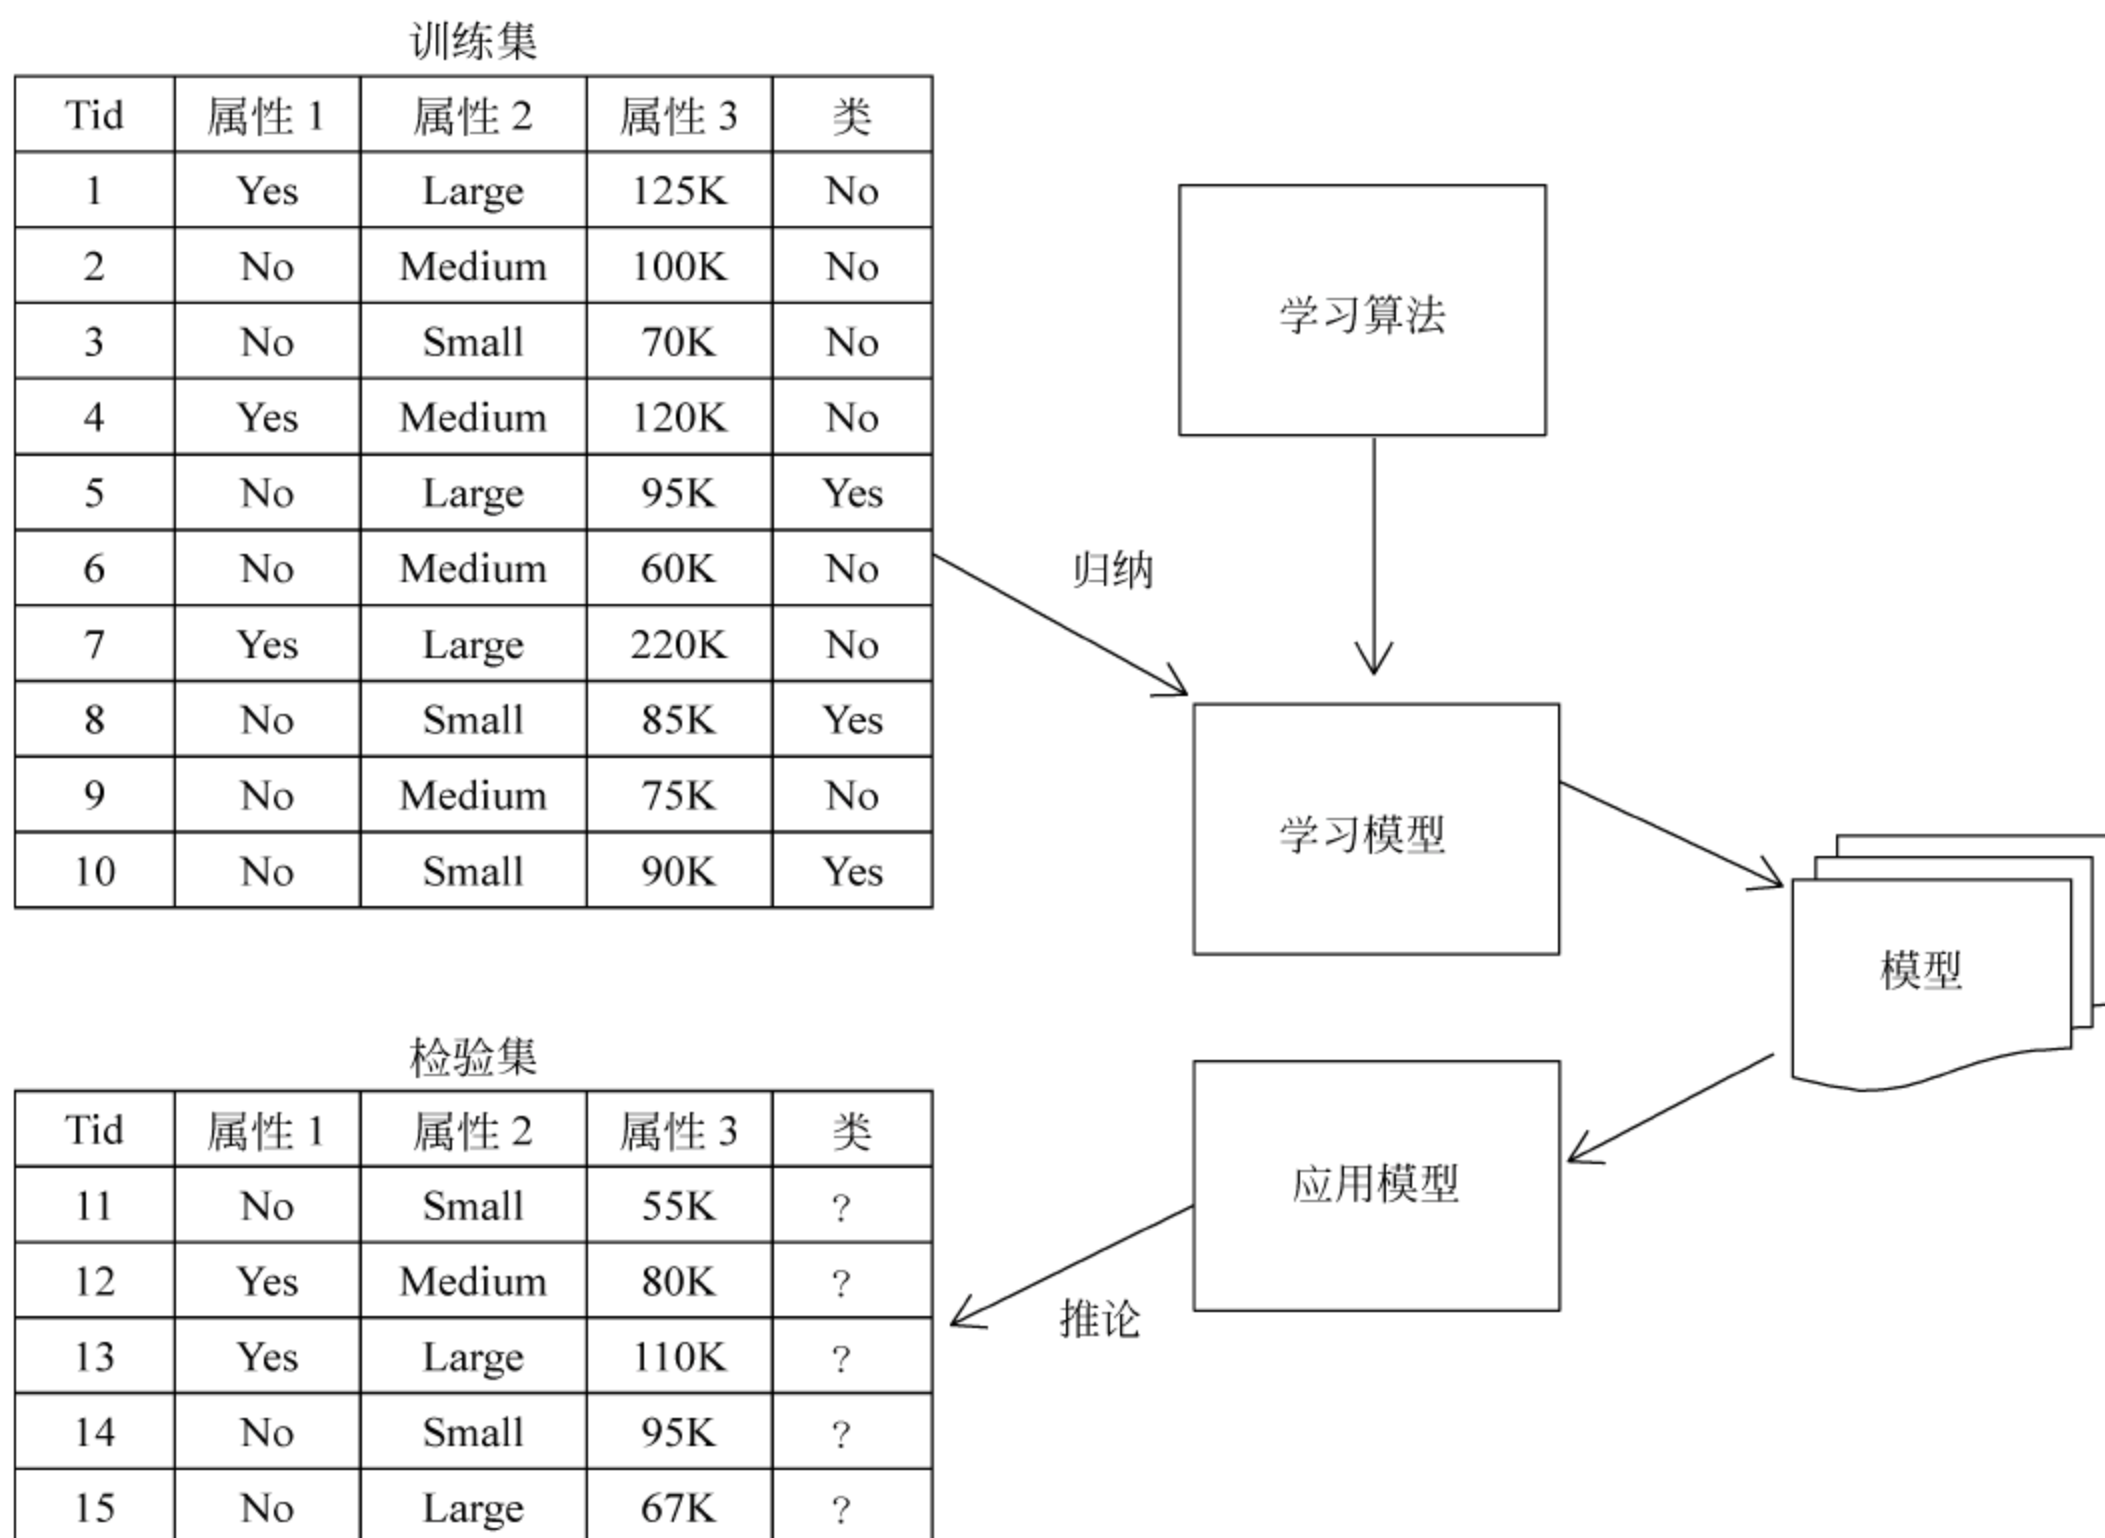 训练集
Tid 属性 1 属性 2 属性 3 类
1 Yes Large 125K No
2 No Medium 100K No
3 No Small 70K No
4 Yes Medium 120K No
5 No Large 95K Yes
6 No Medium 60K No
7 Yes Large 220K No
8 No Small 85K Yes
9 No Medium 75K No
10 No Small 90K Yes
学习算法
归纳
学习模型
模型
应用模型
推论
检验集
Tid 属性 1 属性 2 属性 3 类
11 No Small 55K ?
12 Yes Medium 80K ?
13 Yes Large 110K ?
14 No Small 95K ?
15 No Large 67K ?